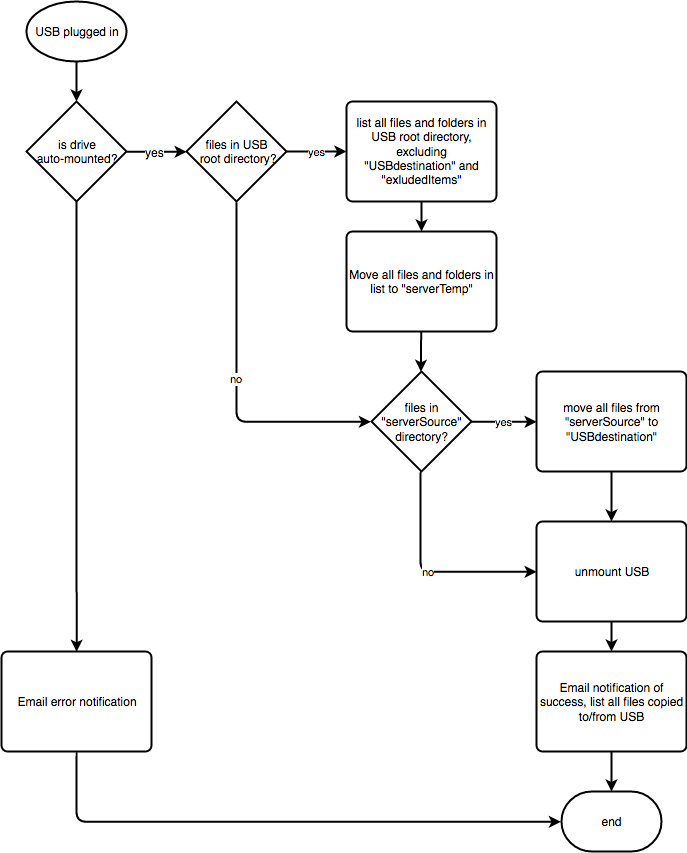 USB plugged in
is drive
auto-mounted?
yes
files in USB
root directory?
yes
list all files and folders in
USB root directory,
excluding
"USBdestination" and
"exludedItems"
Move all files and folders in
list to "serverTemp"
no
files in
"serverSource"
directory?
yes
move all files from
"serverSource" to
"USBdestination"
no
unmount USB
Email error notification
Email notification of
success, list all files copied
to/from USB
end